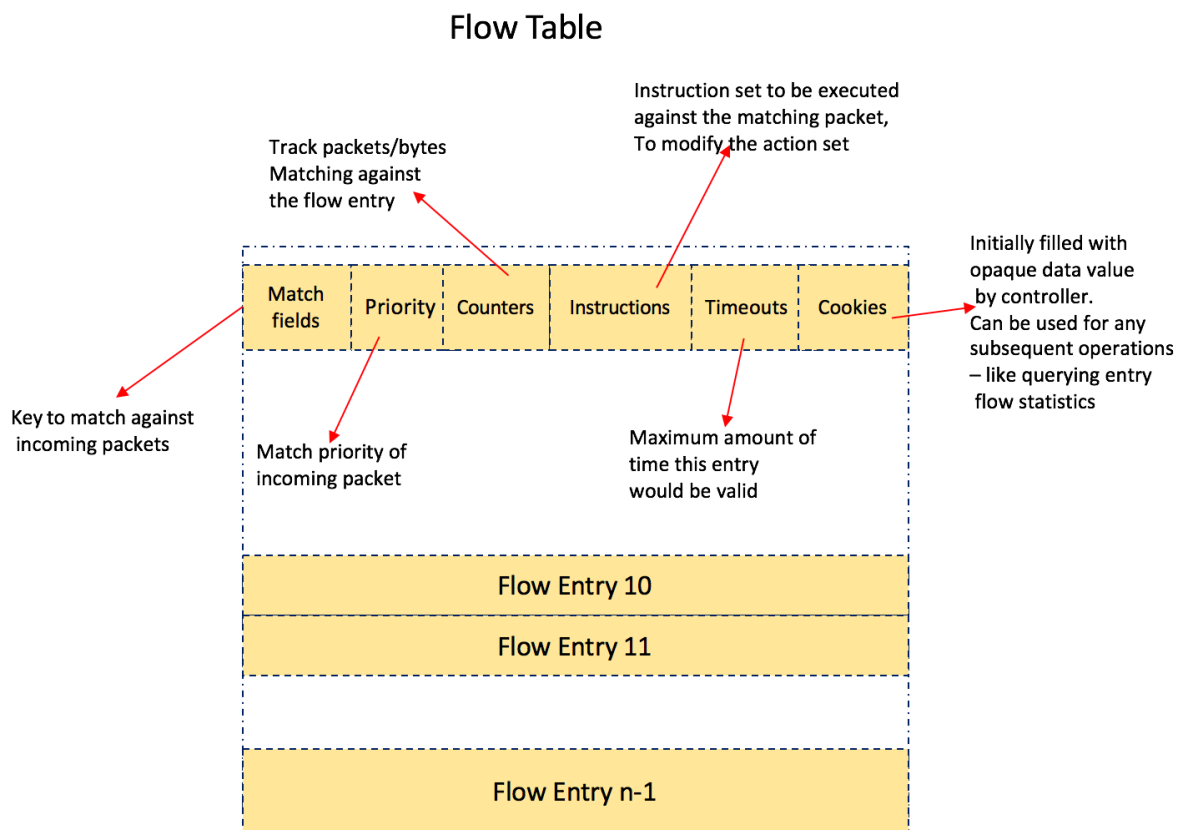 Flow Table
Instruction set to be executed
against the matching packet,
To modify the action set
Track packets/bytes
Matching against
the flow entry
Initially filled with
opaque data value
by controller.
Can be used for any
subsequent operations
– like querying entry
flow statistics
Match
fields
Priority
Counters
Instructions
Timeouts
Cookies
Key to match against
incoming packets
Match priority of
incoming packet
Maximum amount of
time this entry
would be valid
Flow Entry 10
Flow Entry 11
Flow Entry n-1